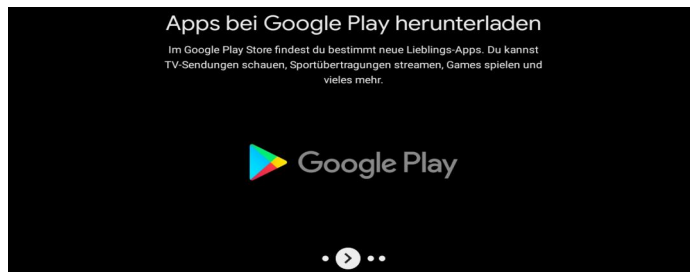 Apps bei Google Play herunterladen
Im Google Play Store findest du bestimmt neue Lieblings-Apps. Du kannst
TV-Sendungen schauen, Sportübertragungen streamen, Games spielen und
vieles mehr.
Google Play